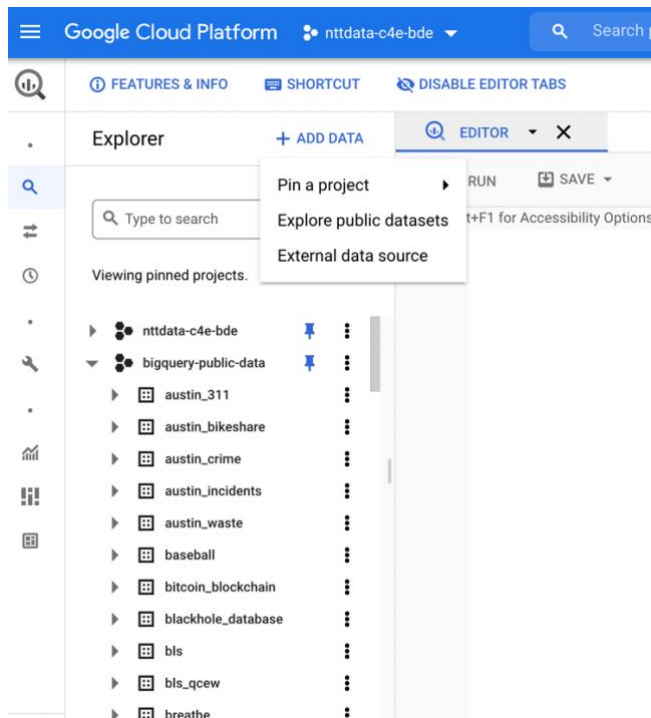 Google Cloud Platform nttdata-c4e-bde Search
FEATURES & INFO SHORTCUT DISABLE EDITOR TABS
Explorer + ADD DATA EDITOR
Pin a project
RUN SAVE
Type to search
Explore public datasets
t+F1 for Accessibility Options
External data source
Viewing pinned projects.
nttdata-c4e-bde
bigquery-public-data
austin_311
austin_bikeshare
austin_crime
austin_incidents
austin_waste
baseball
bitcoin_blockchain
blackhole_database
bls
bls_qcew
breathe